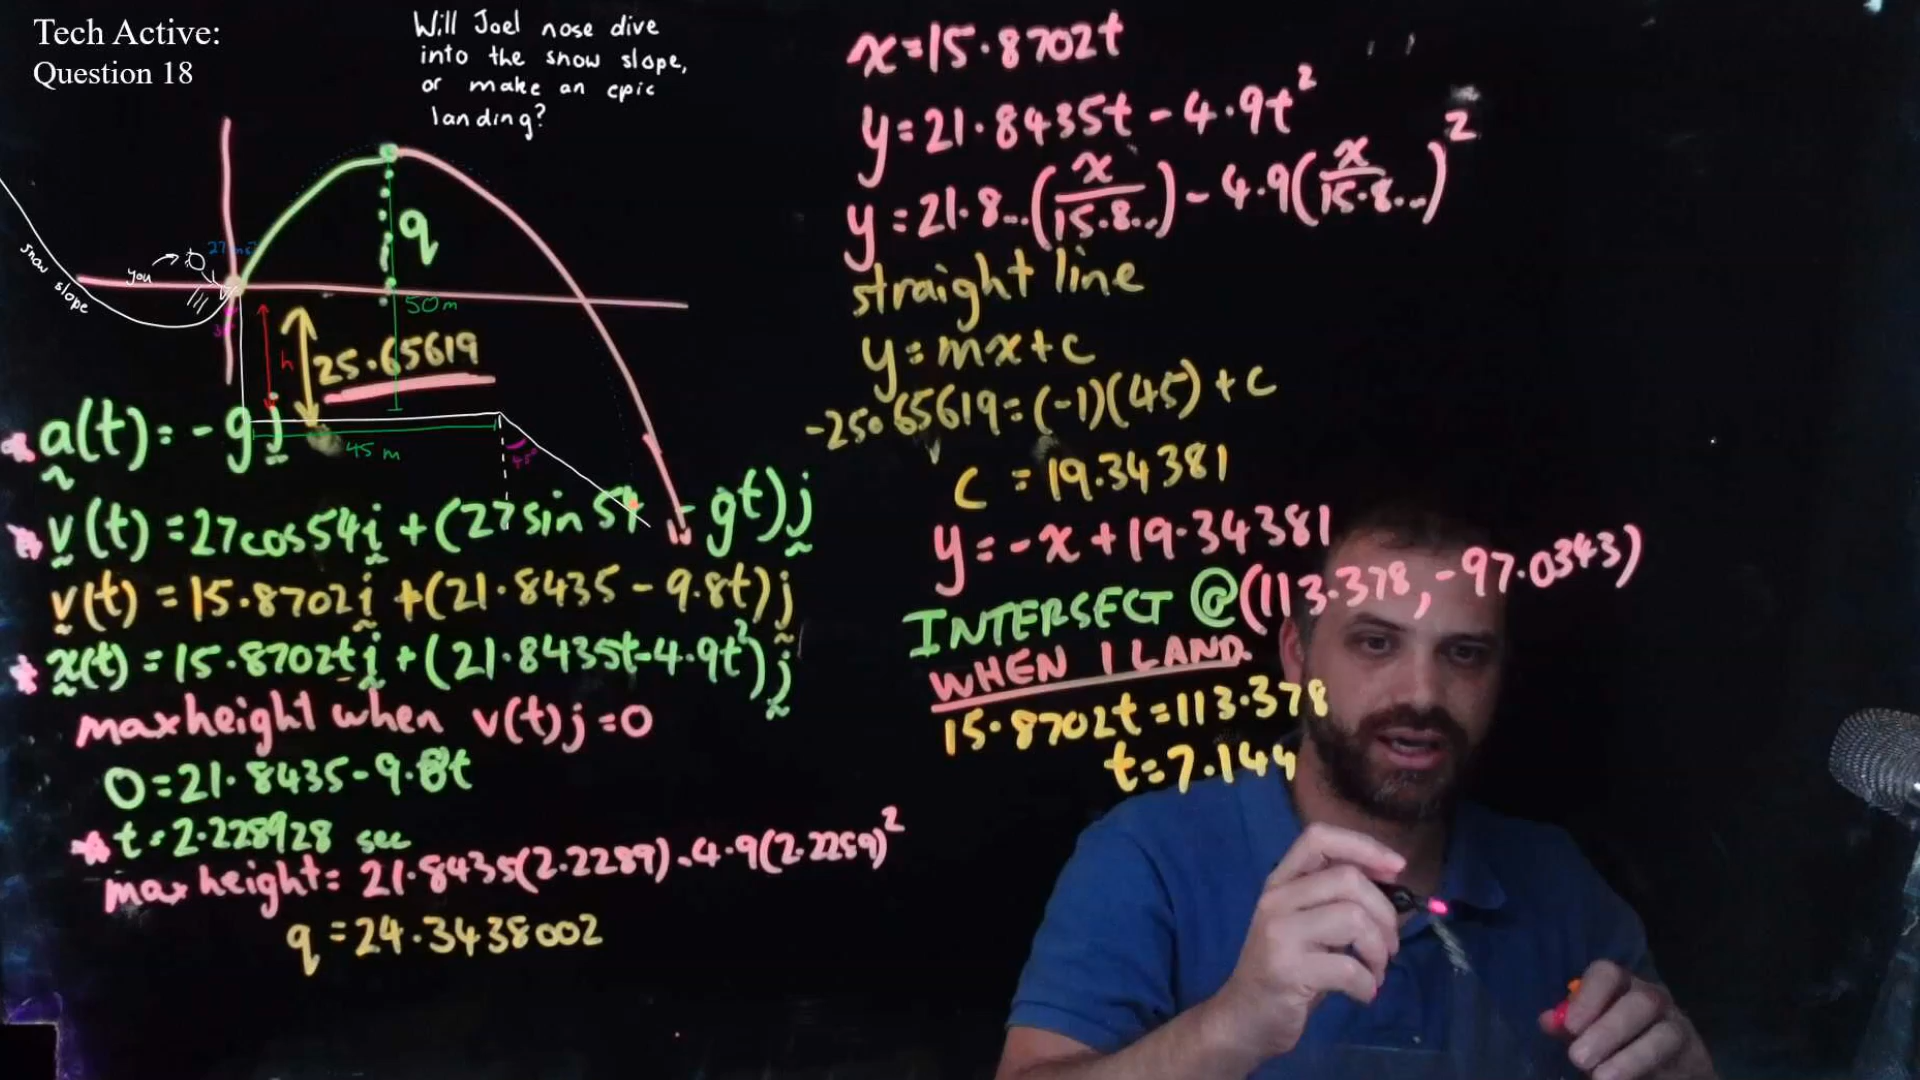 Tech Active:
Question 18
Will Joel nose dive
into the snow slope,
or make an epic
landing?
snow slope
you
q
50m
h
25.65619
45 m
45°
a(t) = -gj
v(t) = 27cos54i + (27sin54 - gt)j
v(t) = 15.8702i + (21.8435 - 9.8t)j
x(t) = 15.8702ti + (21.8435t-4.9t²)j
max height when v(t)j = 0
0 = 21.8435 - 9.8t
t = 2.228928 sec
max height = 21.8435(2.2289) - 4.9(2.2289)²
q = 24.3438002
x = 15.8702t
y = 21.8435t - 4.9t²
y = 21.8...(x/15.8...) - 4.9(x/15.8...)²
straight line
y = mx + c
-25.65619 = (-1)(45) + c
c = 19.34381
y = -x + 19.34381
INTERSECT @ (113.378, -97.0343)
WHEN I LAND.
15.8702t = 113.378
t = 7.144